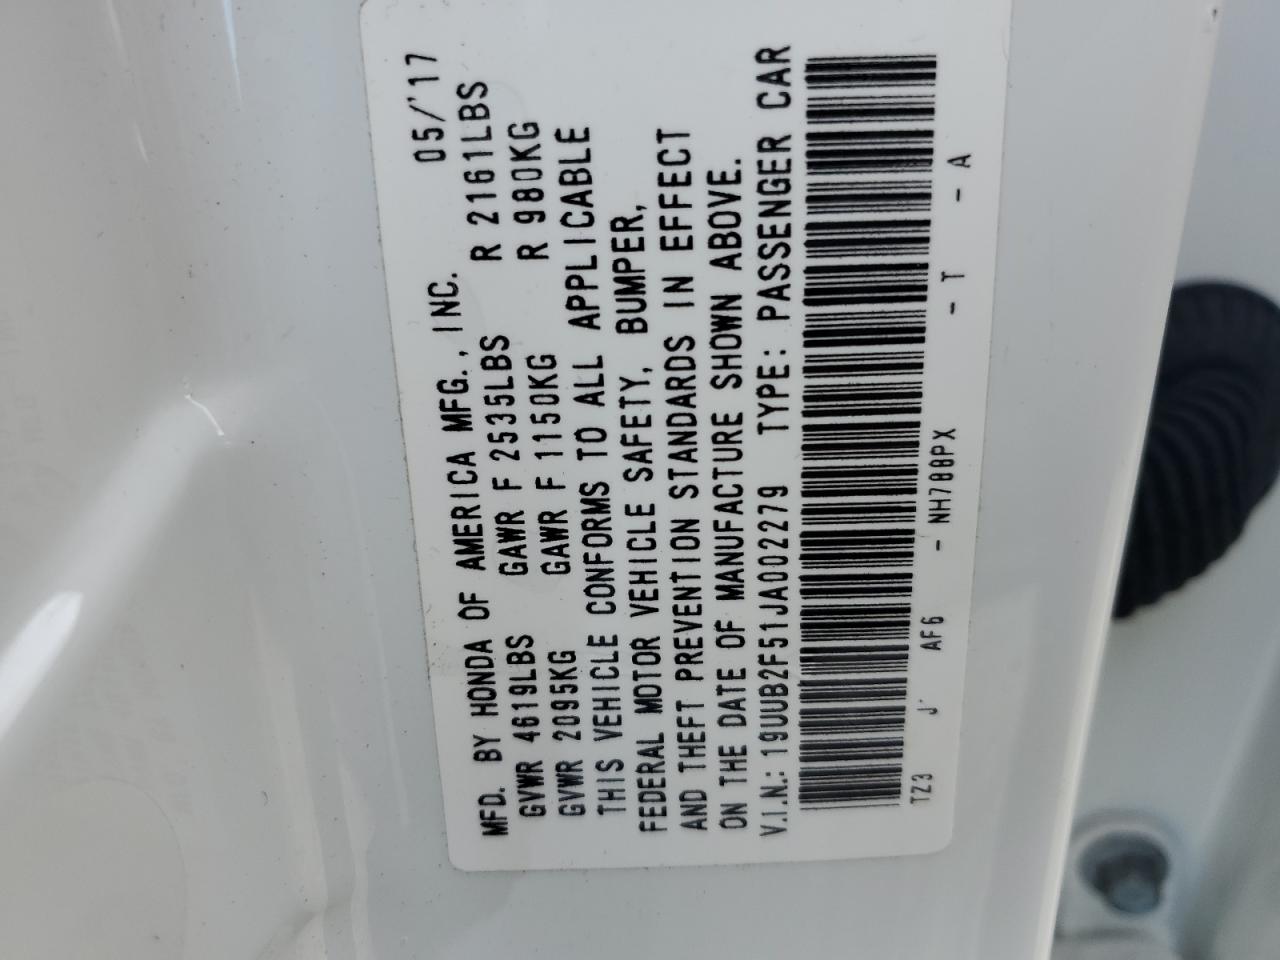 MFD. BY HONDA OF AMERICA MFG., INC. 05/'17
GVWR 4619LBS GAWR F 2535LBS R 2161LBS
GVWR 2095KG GAWR F 1150KG R 980KG
THIS VEHICLE CONFORMS TO ALL APPLICABLE
FEDERAL MOTOR VEHICLE SAFETY, BUMPER,
AND THEFT PREVENTION STANDARDS IN EFFECT
ON THE DATE OF MANUFACTURE SHOWN ABOVE.
V.I.N.: 19UUB2F51JA002279 TYPE: PASSENGER CAR
TZ3 J- AF6 - NH788PX - T - A